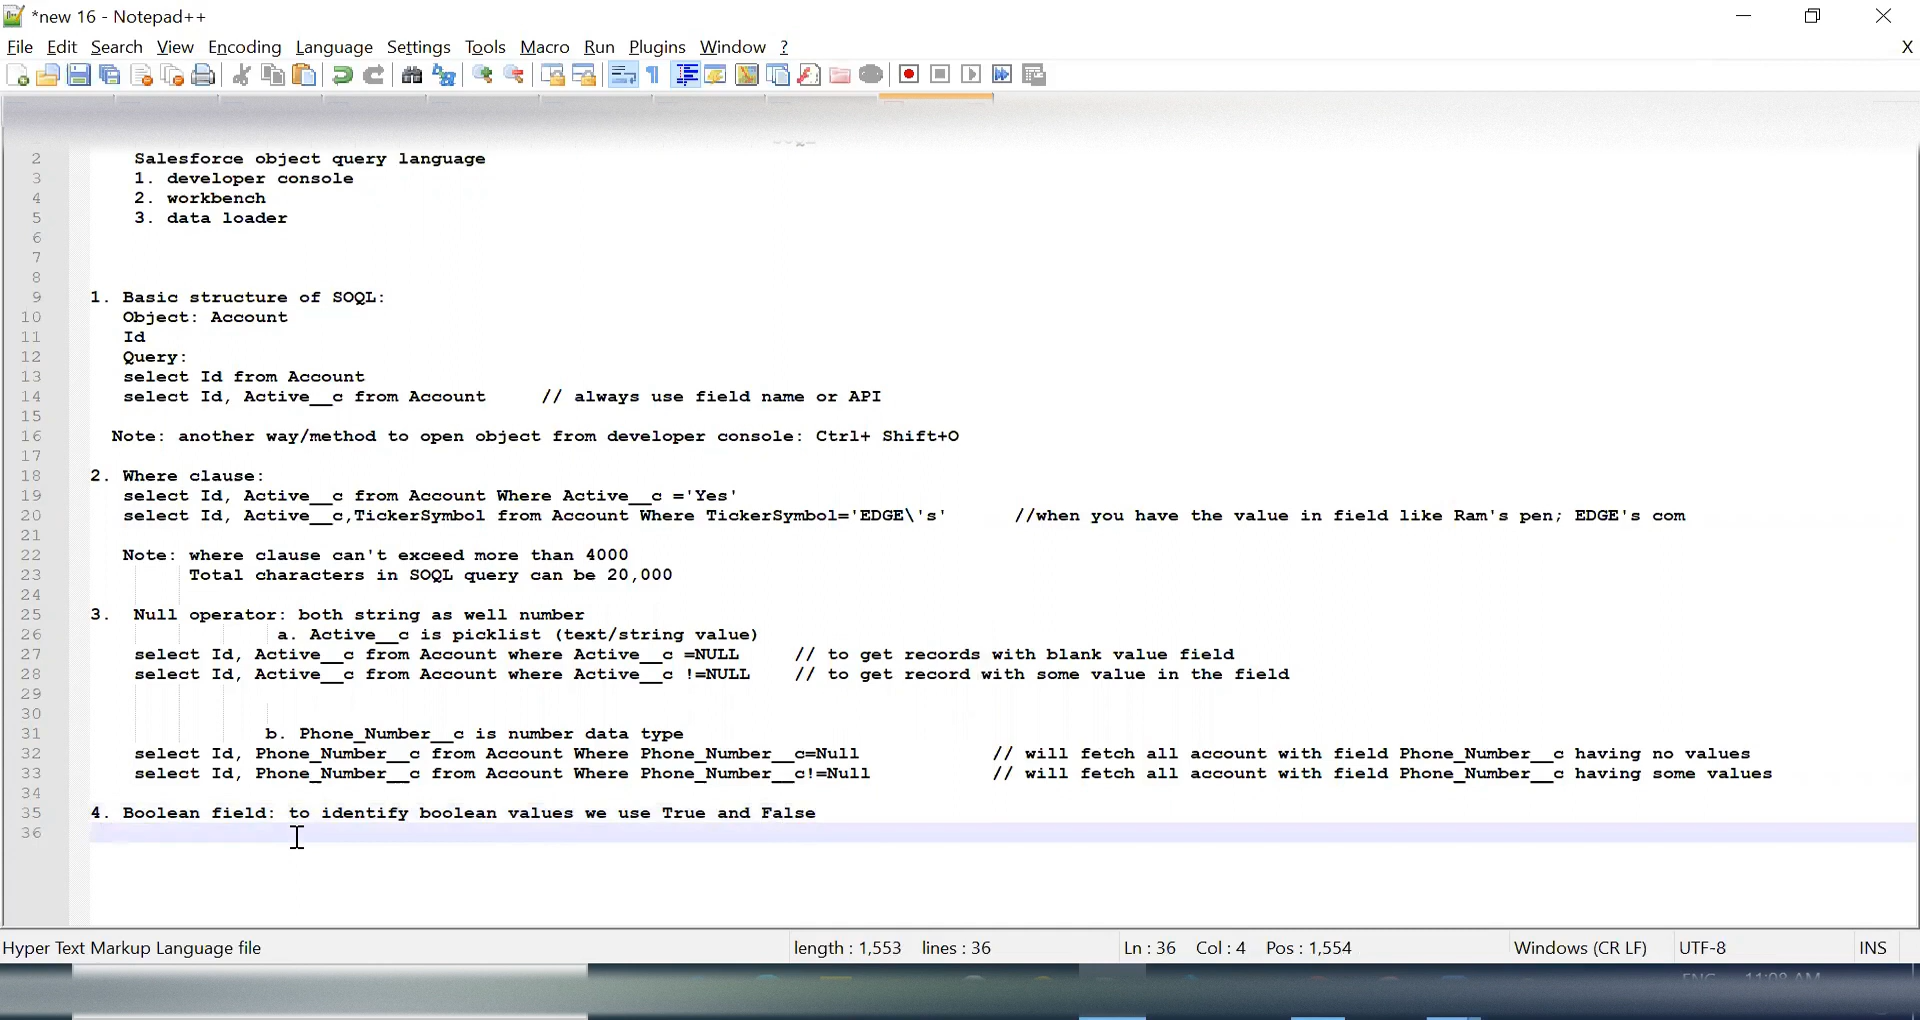 *new 16 - Notepad++
File Edit Search View Encoding Language Settings Tools Macro Run Plugins Window ?
X
2 Salesforce object query language
3 1. developer console
4 2. workbench
5 3. data loader
6
7
8
9 1. Basic structure of SOQL:
10 Object: Account
11 Id
12 Query:
13 select Id from Account
14 select Id, Active__c from Account // always use field name or API
15
16 Note: another way/method to open object from developer console: Ctrl+ Shift+O
17
18 2. Where clause:
19 select Id, Active__c from Account Where Active__c ='Yes'
20 select Id, Active__c,TickerSymbol from Account Where TickerSymbol='EDGE\'s' //when you have the value in field like Ram's pen; EDGE's com
21
22 Note: where clause can't exceed more than 4000
23 Total characters in SOQL query can be 20,000
24
25 3. Null operator: both string as well number
26 a. Active__c is picklist (text/string value)
27 select Id, Active__c from Account where Active__c =NULL // to get records with blank value field
28 select Id, Active__c from Account where Active__c !=NULL // to get record with some value in the field
29
30
31 b. Phone_Number__c is number data type
32 select Id, Phone_Number__c from Account Where Phone_Number__c=Null // will fetch all account with field Phone_Number__c having no values
33 select Id, Phone_Number__c from Account Where Phone_Number__c!=Null // will fetch all account with field Phone_Number__c having some values
34
35 4. Boolean field: to identify boolean values we use True and False
36
Hyper Text Markup Language file length : 1,553 lines : 36 Ln : 36 Col : 4 Pos : 1,554 Windows (CR LF) UTF-8 INS